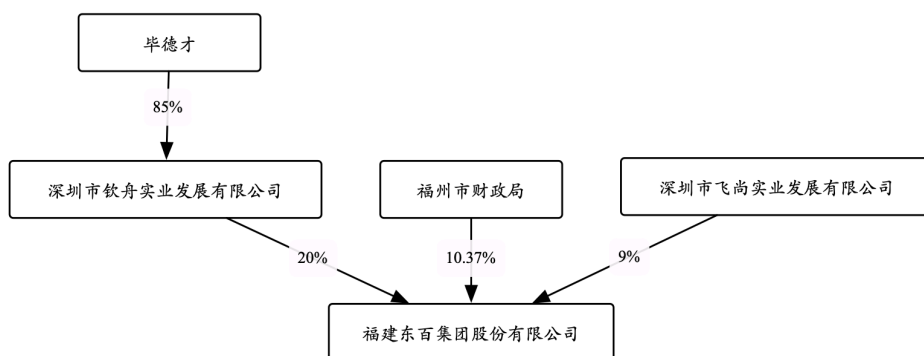 毕德才
85%
深圳市钦舟实业发展有限公司
福州市财政局
深圳市飞尚实业发展有限公司
20%
10.37%
9%
福建东百集团股份有限公司